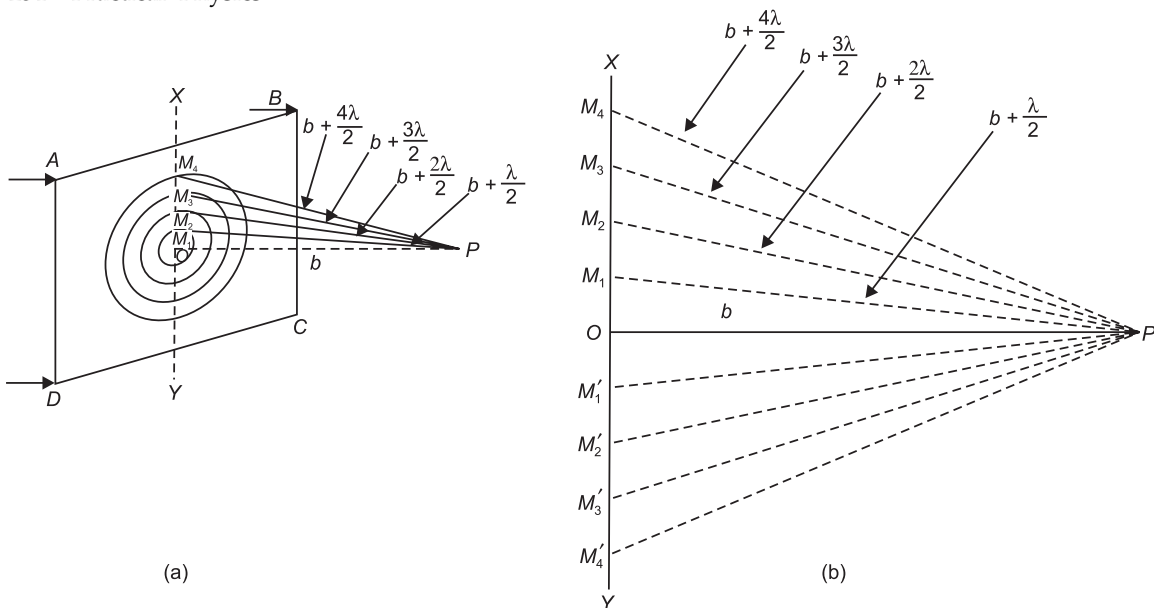 X
B
b + 4λ/2
b + 3λ/2
b + 2λ/2
b + λ/2
A
M₄
M₃
M₂
M₁
O
b
P
C
D
Y
(a)
b + 4λ/2
b + 3λ/2
b + 2λ/2
b + λ/2
X
M₄
M₃
M₂
M₁
b
O
P
M₁′
M₂′
M₃′
M₄′
Y
(b)